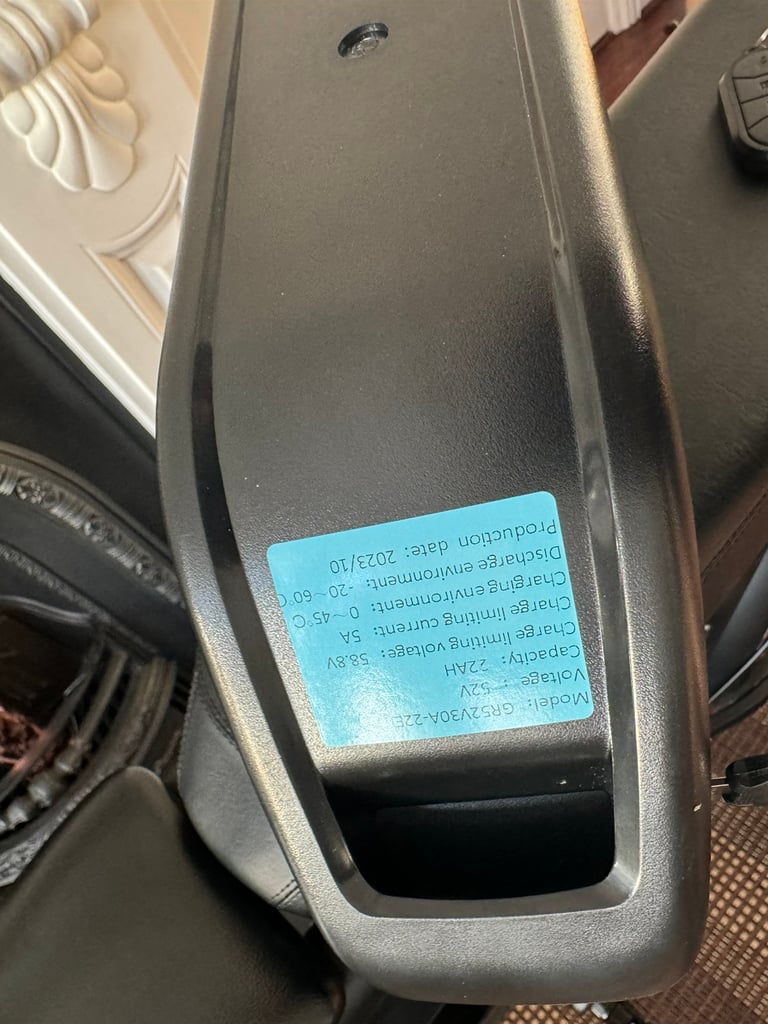 Model: GR52V30A-22E
Voltage : 52V
Capacity: 22AH
Charge limiting voltage: 58.8V
Charge limiting current: 5A
Charging environment: 0~45°C
Discharge environment: -20~60°C
Production date: 2023/10